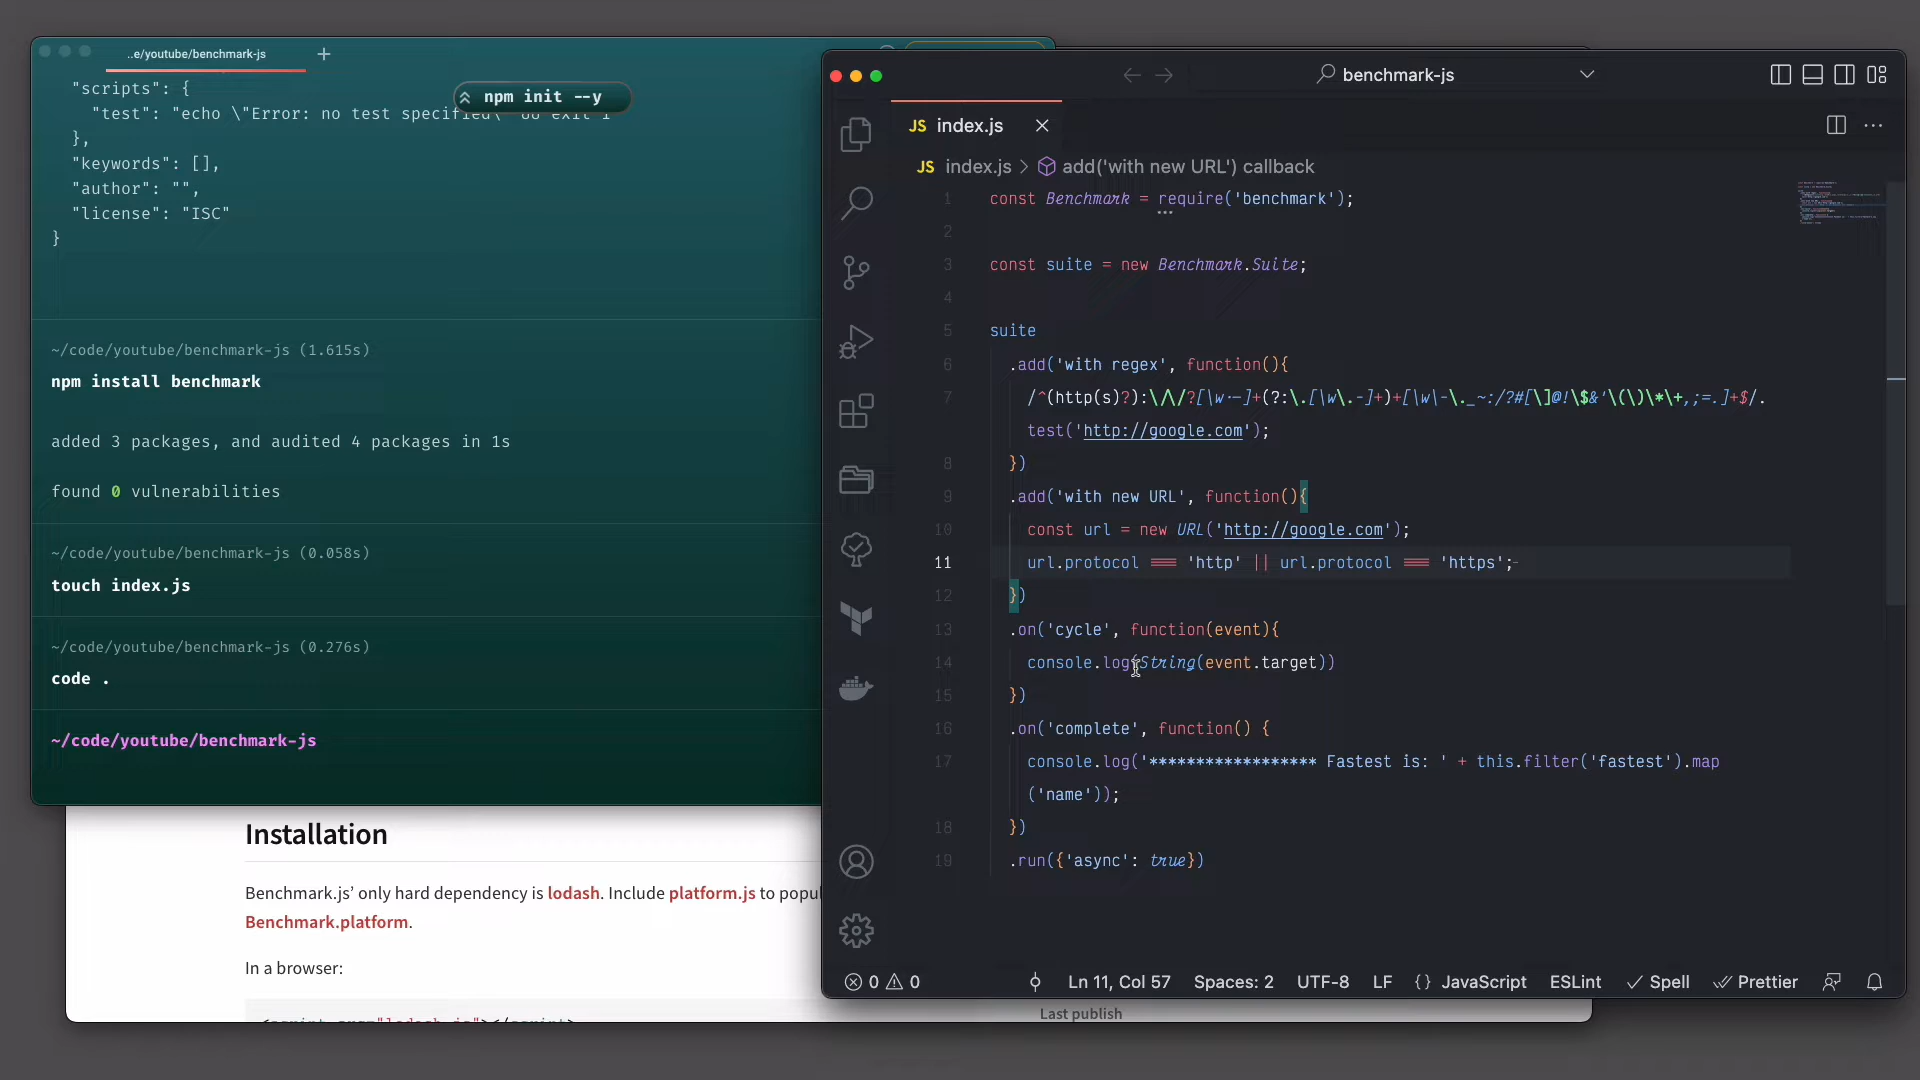 ..e/youtube/benchmark-js
"scripts": {
npm init --y
"test": "echo \"Error: no test specified\"
},
"keywords": [],
"author": "",
"license": "ISC"
}
~/code/youtube/benchmark-js (1.615s)
npm install benchmark
added 3 packages, and audited 4 packages in 1s
found 0 vulnerabilities
~/code/youtube/benchmark-js (0.058s)
touch index.js
~/code/youtube/benchmark-js (0.276s)
code .
~/code/youtube/benchmark-js
Installation
Benchmark.js’ only hard dependency is lodash. Include platform.js to
Benchmark.platform.
In a browser:
Last publish
benchmark-js
JS index.js
JS index.js > add('with new URL') callback
1 const Benchmark = require('benchmark');
2
3 const suite = new Benchmark.Suite;
4
5 suite
6 .add('with regex', function(){
7 /^(http(s)?):\/\/?[\w.-]+(?:\.[\w\.-]+)+[\w\-\._~:/?#[\]@!\$&'\(\)\*\+,;=.]+$/.
test('http://google.com');
8 })
9 .add('with new URL', function(){
10 const url = new URL('http://google.com');
11 url.protocol === 'http' || url.protocol === 'https';
12 })
13 .on('cycle', function(event){
14 console.log(String(event.target))
15 })
16 .on('complete', function() {
17 console.log('****************** Fastest is: ' + this.filter('fastest').map
('name'));
18 })
19 .run({'async': true})
0 0
Ln 11, Col 57
Spaces: 2
UTF-8
LF
{} JavaScript
ESLint
Spell
Prettier